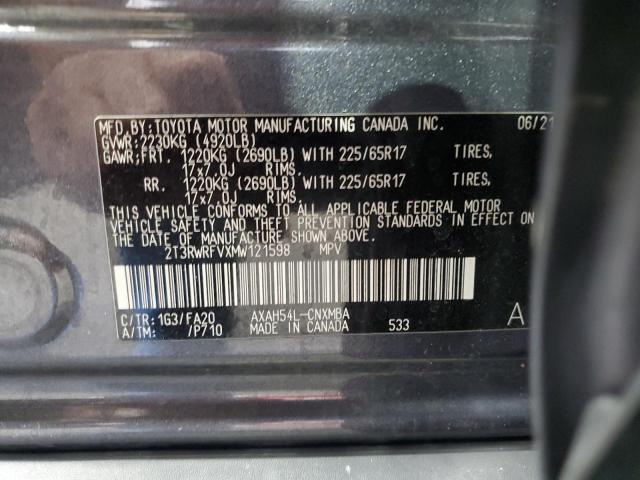 MFD.BY:TOYOTA MOTOR MANUFACTURING CANADA INC. 06/21
GVWR:2230KG (4920LB)
GAWR;FRT. 1220KG (2690LB) WITH 225/65R17 TIRES,
17x7.0J RIMS.
RR. 1220KG (2690LB) WITH 225/65R17 TIRES,
17x7.0J RIMS.
THIS VEHICLE CONFORMS TO ALL APPLICABLE FEDERAL MOTOR
VEHICLE SAFETY AND THEFT PREVENTION STANDARDS IN EFFECT ON
THE DATE OF MANUFACTURE SHOWN ABOVE.
2T3RWRFVXMW121598 MPV
C/TR:1G3/FA20 AXAH54L-CNXMBA
A/TM: /P710 MADE IN CANADA 533 A